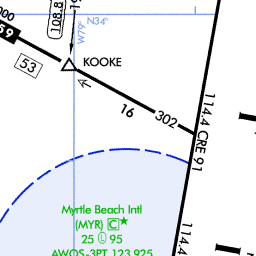 108.8
N34°
W79°
KOOKE
53
302
16
114.4 CRE 91
Myrtle Beach Intl
(MYR) C★
25 L 95
AWOS-3PT 123.925
114.4